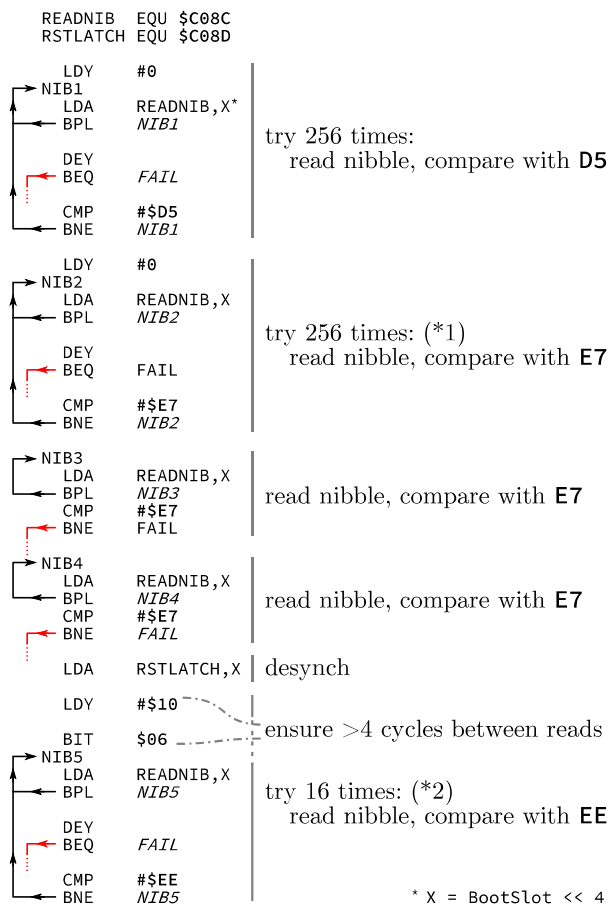 READNIB EQU $C08C
RSTLATCH EQU $C08D
LDY #0
NIB1
LDA READNIB,X*
BPL NIB1
try 256 times:
DEY
read nibble, compare with D5
BEQ FAIL
CMP #$D5
BNE NIB1
LDY #0
NIB2
LDA READNIB,X
BPL NIB2
try 256 times: (*1)
DEY
read nibble, compare with E7
BEQ FAIL
CMP #$E7
BNE NIB2
NIB3
LDA READNIB,X
BPL NIB3
read nibble, compare with E7
CMP #$E7
BNE FAIL
NIB4
LDA READNIB,X
BPL NIB4
read nibble, compare with E7
CMP #$E7
BNE FAIL
LDA RSTLATCH,X desynch
LDY #$10
ensure >4 cycles between reads
BIT $06
NIB5
LDA READNIB,X
BPL NIB5
try 16 times: (*2)
read nibble, compare with EE
DEY
BEQ FAIL
CMP #$EE
BNE NIB5
* X = BootSlot << 4